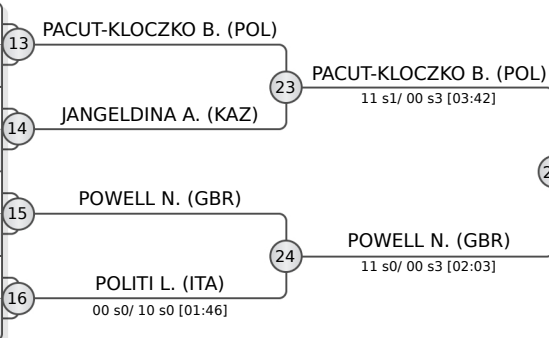 PACUT-KLOCZKO B. (POL)
13
PACUT-KLOCZKO B. (POL)
23
11 s1/ 00 s3 [03:42]
JANGELDINA A. (KAZ)
14
POWELL N. (GBR)
15
POWELL N. (GBR)
24
11 s0/ 00 s3 [02:03]
POLITI L. (ITA)
16
00 s0/ 10 s0 [01:46]